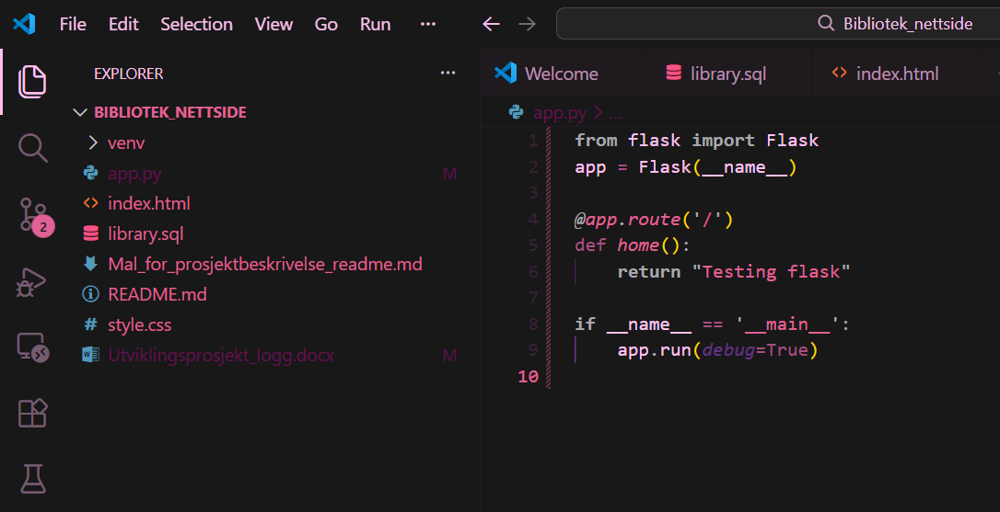 File Edit Selection View Go Run ··· Bibliotek_nettside
EXPLORER ···
Welcome library.sql index.html
BIBLIOTEK_NETTSIDE
app.py > ...
venv
app.py M
index.html
library.sql
Mal_for_prosjektbeskrivelse_readme.md
README.md
style.css
Utviklingsprosjekt_logg.docx M
2
1 from flask import Flask
2 app = Flask(__name__)
3
4 @app.route('/')
5 def home():
6     return "Testing flask"
7
8 if __name__ == '__main__':
9     app.run(debug=True)
10